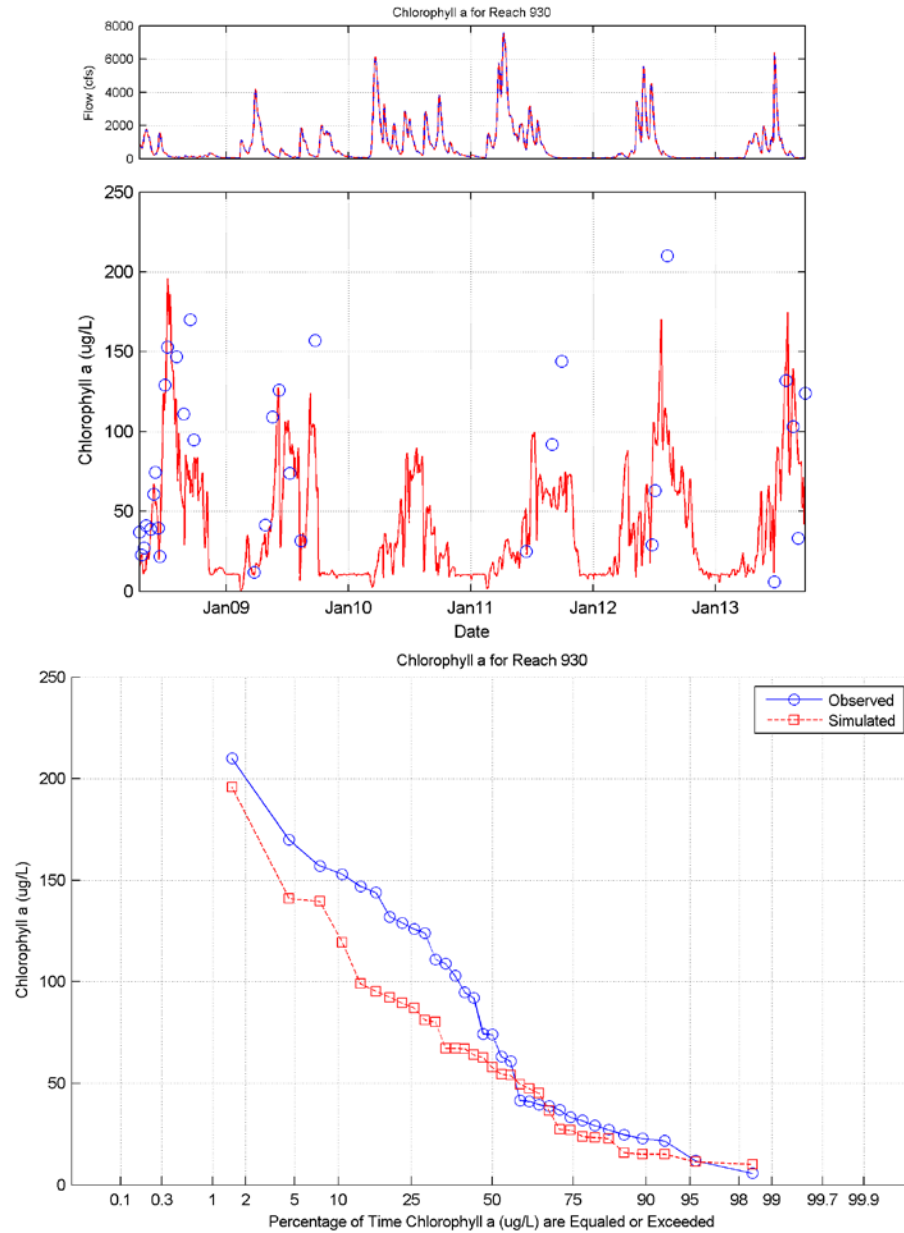 Chlorophyll a for Reach 930
8000
6000
4000
2000
0
Flow (cfs)
250
200
150
100
50
0
Chlorophyll a (ug/L)
Jan09 Jan10 Jan11 Jan12 Jan13
Date
Chlorophyll a for Reach 930
250
200
150
100
50
0
Chlorophyll a (ug/L)
Observed
Simulated
0.1 0.3 1 2 5 10 25 50 75 90 95 98 99 99.7 99.9
Percentage of Time Chlorophyll a (ug/L) are Equaled or Exceeded